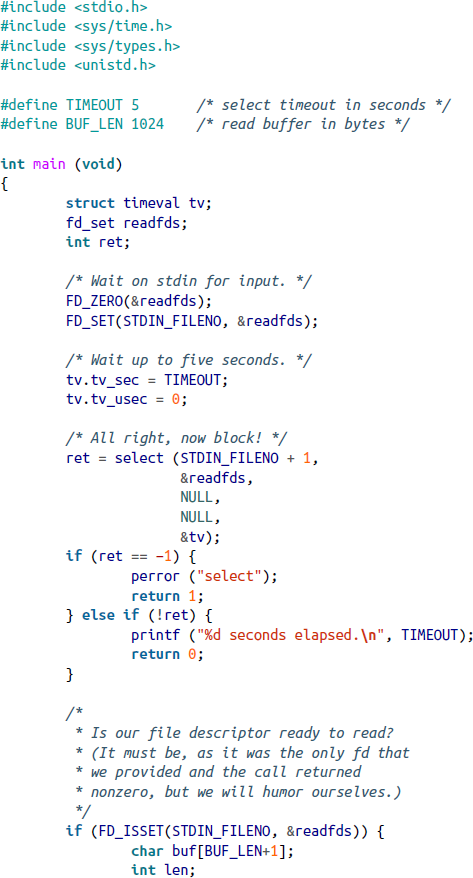 #include <stdio.h>
#include <sys/time.h>
#include <sys/types.h>
#include <unistd.h>

#define TIMEOUT 5       /* select timeout in seconds */
#define BUF_LEN 1024    /* read buffer in bytes */

int main (void)
{
        struct timeval tv;
        fd_set readfds;
        int ret;

        /* Wait on stdin for input. */
        FD_ZERO(&readfds);
        FD_SET(STDIN_FILENO, &readfds);

        /* Wait up to five seconds. */
        tv.tv_sec = TIMEOUT;
        tv.tv_usec = 0;

        /* All right, now block! */
        ret = select (STDIN_FILENO + 1,
                      &readfds,
                      NULL,
                      NULL,
                      &tv);
        if (ret == -1) {
                perror ("select");
                return 1;
        } else if (!ret) {
                printf ("%d seconds elapsed.\n", TIMEOUT);
                return 0;
        }

        /*
         * Is our file descriptor ready to read?
         * (It must be, as it was the only fd that
         * we provided and the call returned
         * nonzero, but we will humor ourselves.)
         */
        if (FD_ISSET(STDIN_FILENO, &readfds)) {
                char buf[BUF_LEN+1];
                int len;